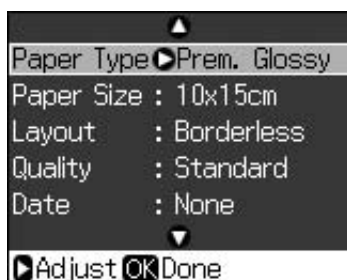 Paper Type Prem. Glossy
Paper Size : 10x15cm
Layout : Borderless
Quality : Standard
Date : None
Adjust OK Done